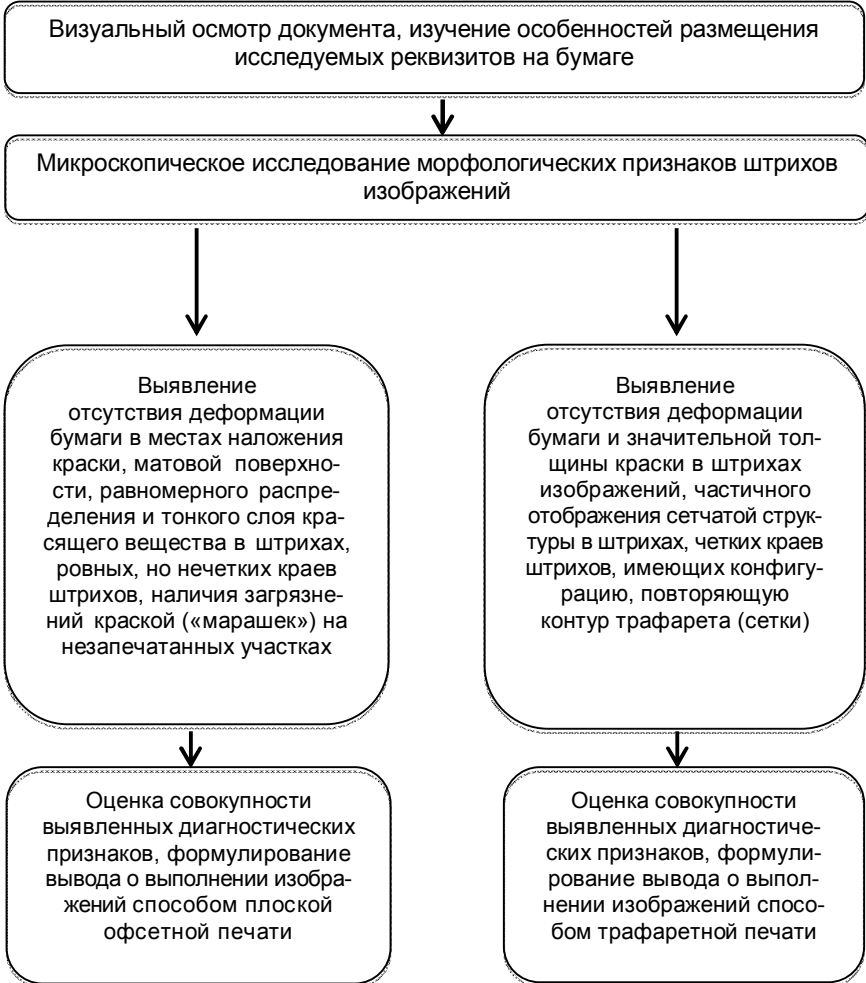 Визуальный осмотр документа, изучение особенностей размещения
исследуемых реквизитов на бумаге
Микроскопическое исследование морфологических признаков штрихов
изображений
Выявление
отсутствия деформации
бумаги в местах наложения
краски, матовой поверхно-
сти, равномерного распре-
деления и тонкого слоя кра-
сящего вещества в штрихах,
ровных, но нечетких краев
штрихов, наличия загрязне-
ний краской («марашек») на
незапечатанных участках
Выявление
отсутствия деформации
бумаги и значительной тол-
щины краски в штрихах
изображений, частичного
отображения сетчатой струк-
туры в штрихах, четких краев
штрихов, имеющих конфигу-
рацию, повторяющую
контур трафарета (сетки)
Оценка совокупности
выявленных диагностических
признаков, формулирование
вывода о выполнении изобра-
жений способом плоской
офсетной печати
Оценка совокупности
выявленных диагностиче-
ских признаков, формули-
рование вывода о выпол-
нении изображений спосо-
бом трафаретной печати